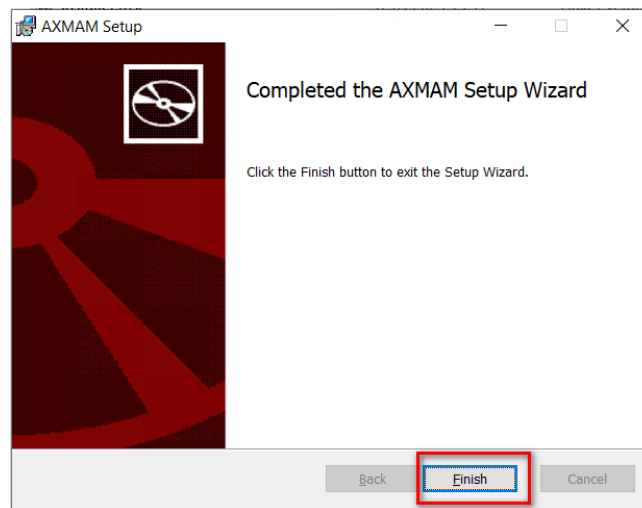 AXMAM Setup
Completed the AXMAM Setup Wizard
Click the Finish button to exit the Setup Wizard.
Back
Finish
Cancel